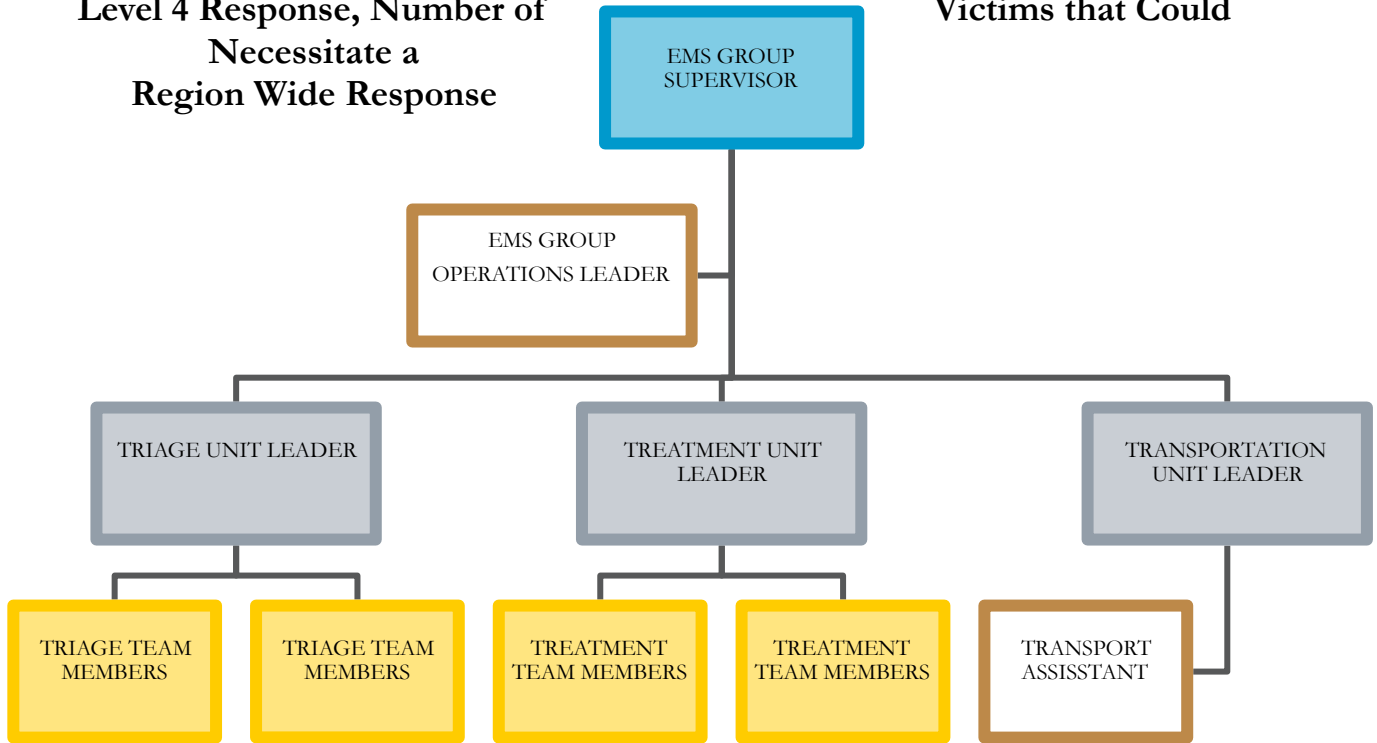 Level 4 Response, Number of Victims that Could
Necessitate a
Region Wide Response
EMS GROUP
SUPERVISOR
EMS GROUP
OPERATIONS LEADER
TRIAGE UNIT LEADER
TREATMENT UNIT
LEADER
TRANSPORTATION
UNIT LEADER
TRIAGE TEAM
MEMBERS
TRIAGE TEAM
MEMBERS
TREATMENT
TEAM MEMBERS
TREATMENT
TEAM MEMBERS
TRANSPORT
ASSISSTANT